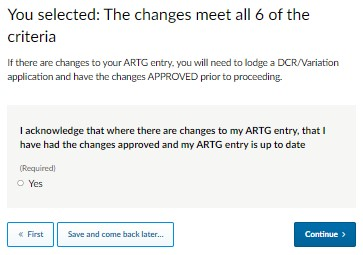 You selected: The changes meet all 6 of the
criteria
If there are changes to your ARTG entry, you will need to lodge a DCR/Variation
application and have the changes APPROVED prior to proceeding.
I acknowledge that where there are changes to my ARTG entry, that I
have had the changes approved and my ARTG entry is up to date
(Required)
Yes
« First
Save and come back later...
Continue >